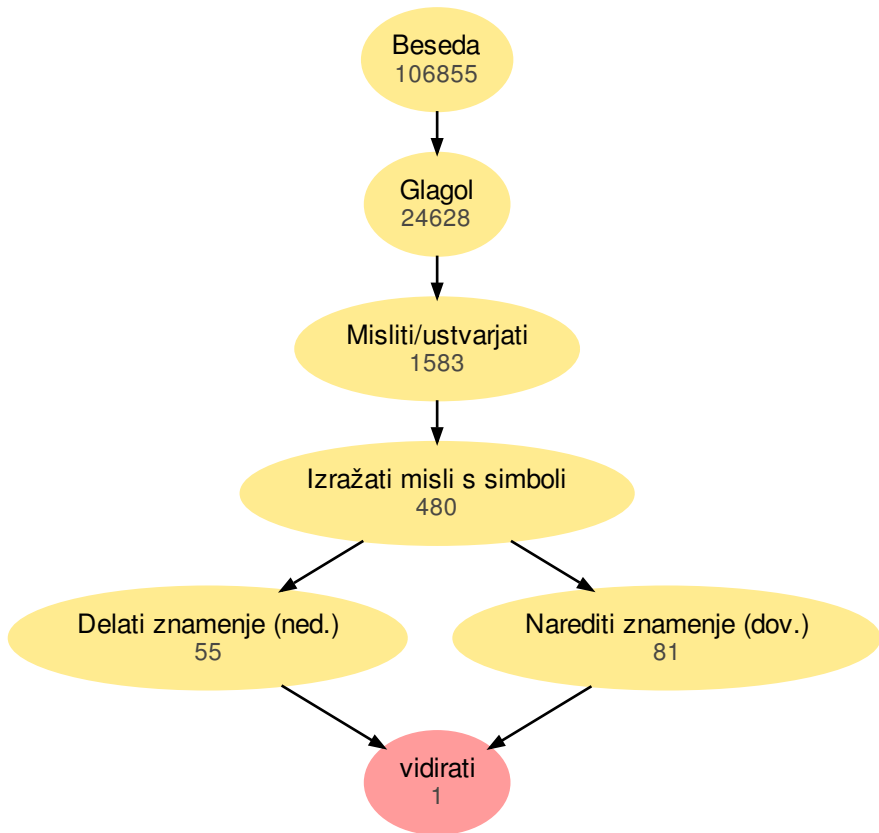 Beseda
106855
Glagol
24628
Misliti/ustvarjati
1583
Izražati misli s simboli
480
Delati znamenje (ned.)
55
Narediti znamenje (dov.)
81
vidirati
1